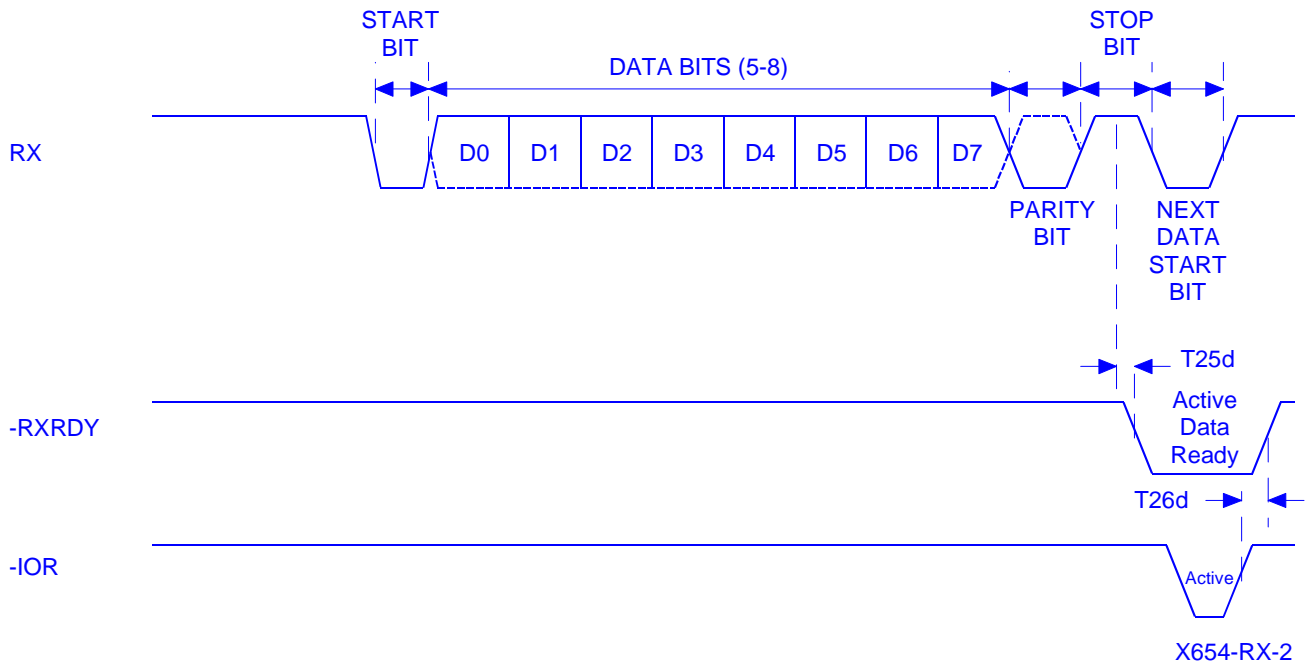 START
BIT
DATA BITS (5-8)
STOP
BIT
RX
D0 D1 D2 D3 D4 D5 D6 D7
PARITY
BIT
NEXT
DATA
START
BIT
T25d
-RXRDY
Active
Data
Ready
T26d
-IOR
Active
X654-RX-2